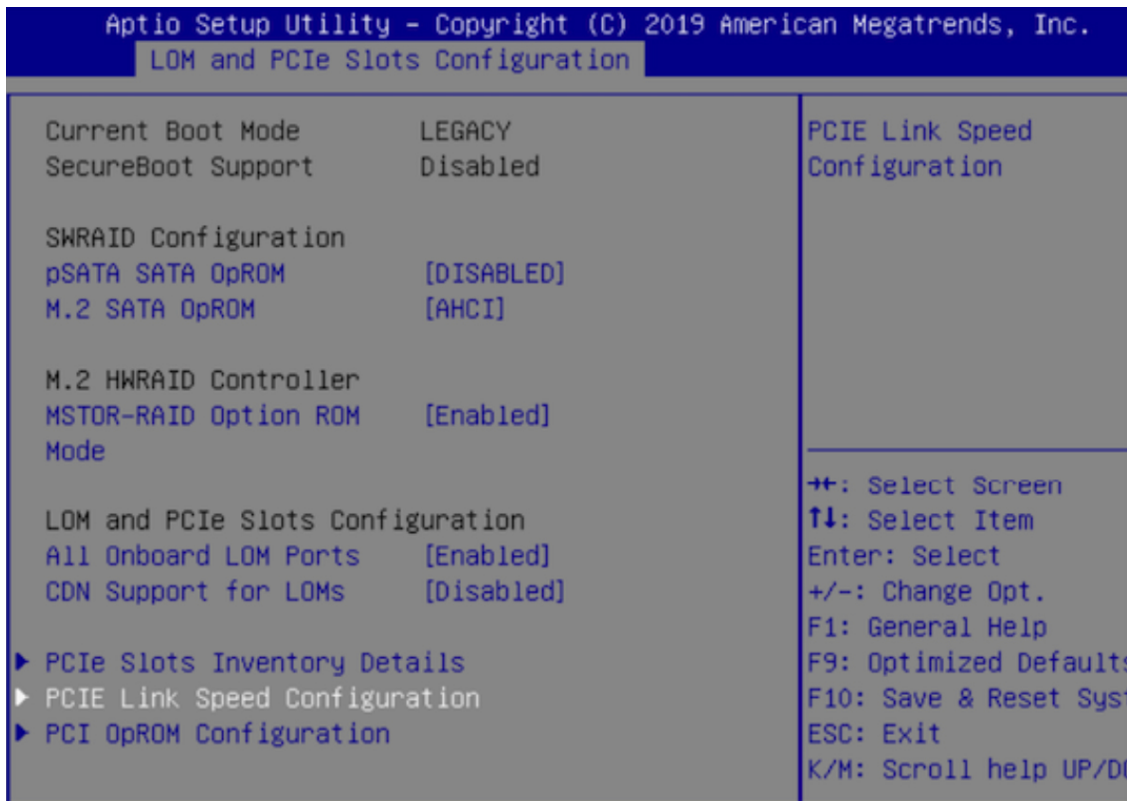 Aptio Setup Utility – Copyright (C) 2019 American Megatrends, Inc.
LOM and PCIe Slots Configuration
Current Boot Mode LEGACY
SecureBoot Support Disabled
SWRAID Configuration
pSATA SATA OpROM [DISABLED]
M.2 SATA OpROM [AHCI]
M.2 HWRAID Controller
MSTOR-RAID Option ROM [Enabled]
Mode
LOM and PCIe Slots Configuration
All Onboard LOM Ports [Enabled]
CDN Support for LOMs [Disabled]
▶ PCIe Slots Inventory Details
▶ PCIE Link Speed Configuration
▶ PCI OpROM Configuration
PCIE Link Speed
Configuration
→←: Select Screen
↑↓: Select Item
Enter: Select
+/-: Change Opt.
F1: General Help
F9: Optimized Defaults
F10: Save & Reset Syst
ESC: Exit
K/M: Scroll help UP/DO